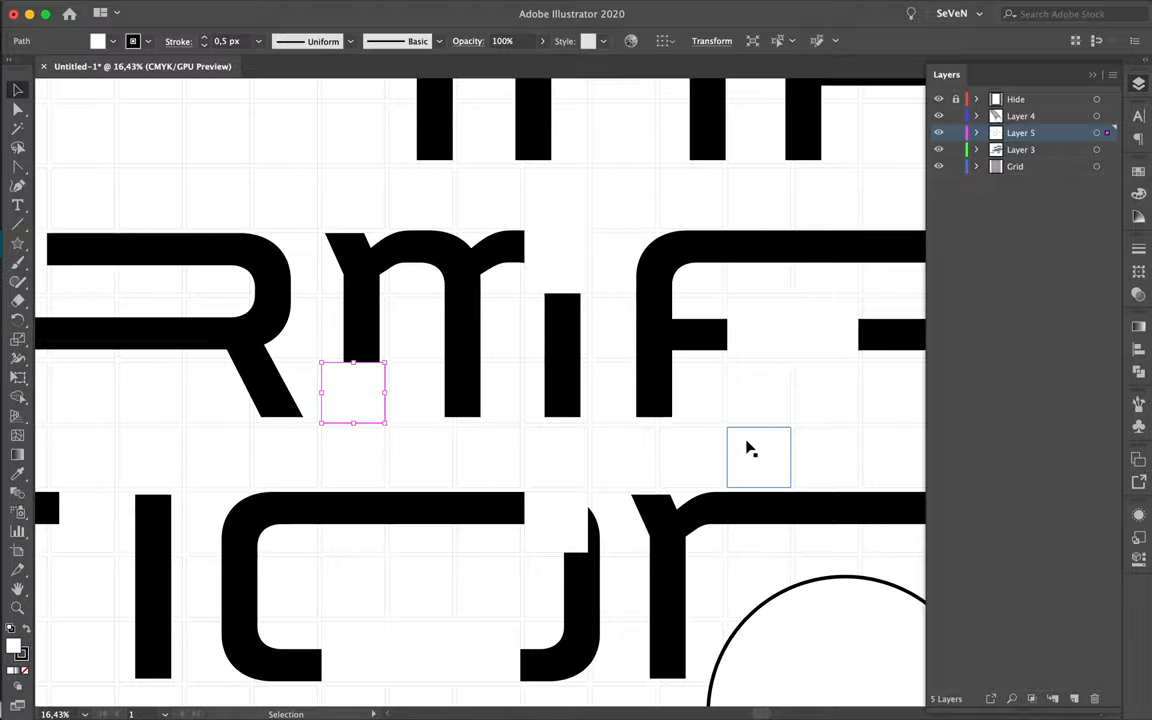 Adobe Illustrator 2020
SeVeN
Search Adobe Stock
Path
Stroke:
0,5 px
Uniform
Basic
Opacity:
100%
Style:
Transform
Untitled-1* @ 16,43% (CMYK/GPU Preview)
Layers
Hide
Layer 4
Layer 5
Layer 3
Grid
5 Layers
16,43%
1
Selection